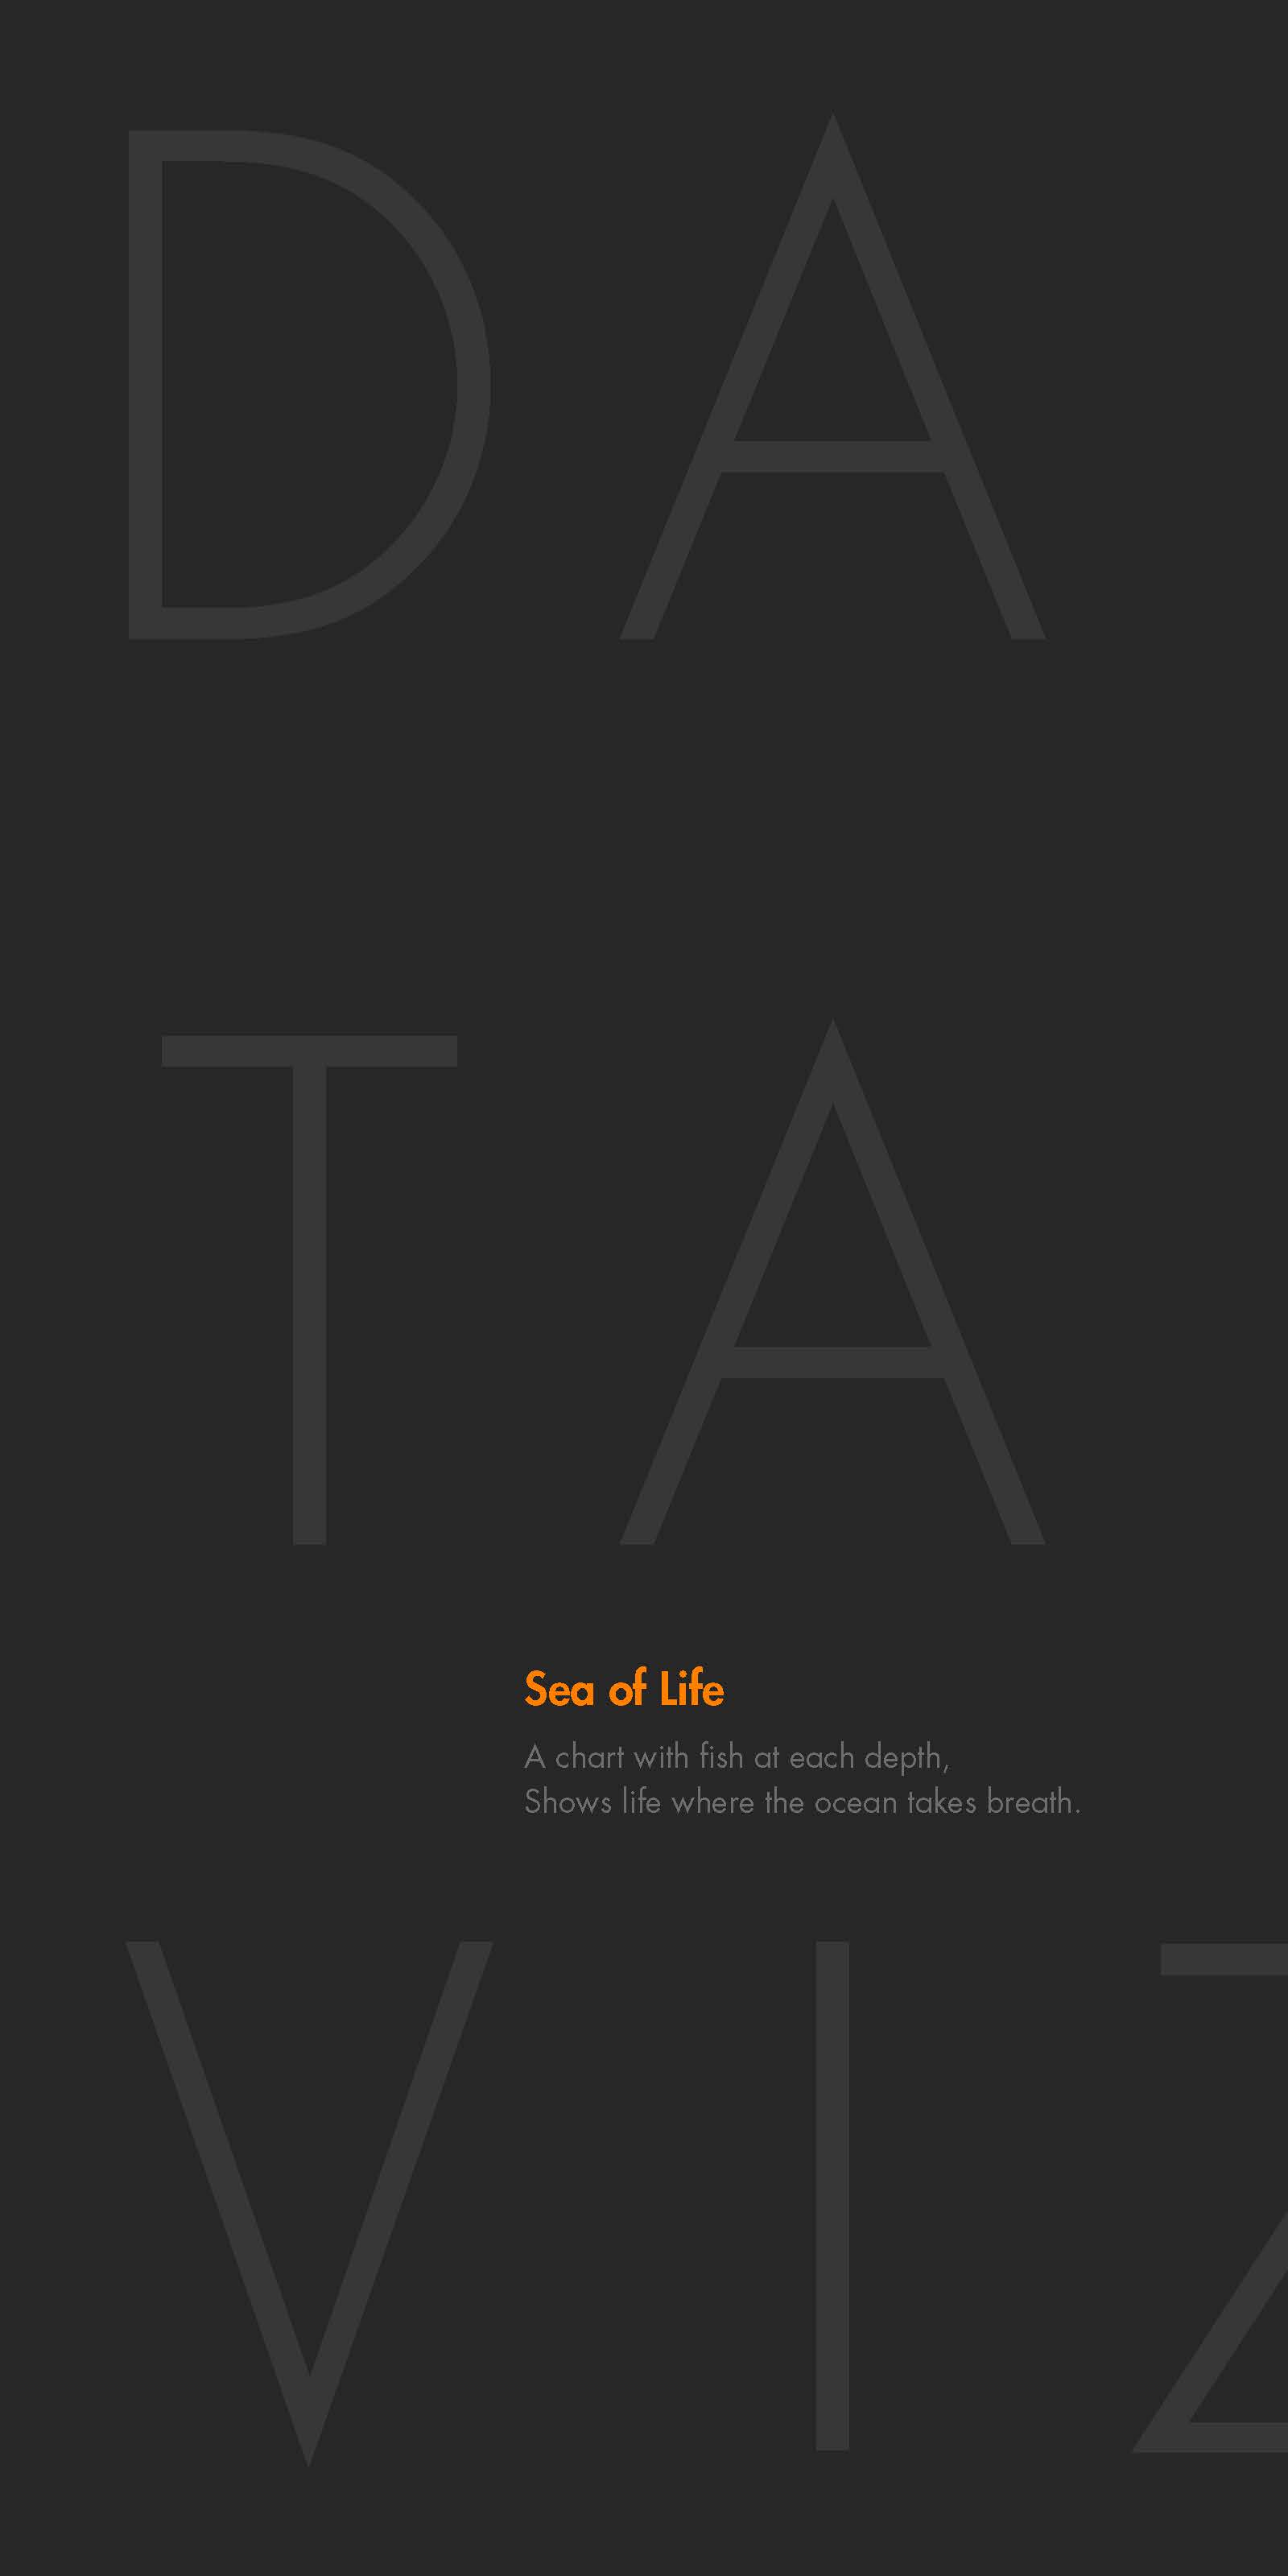 DA
TA
Sea of Life
A chart with fish at each depth,
Shows life where the ocean takes breath.
VIZ